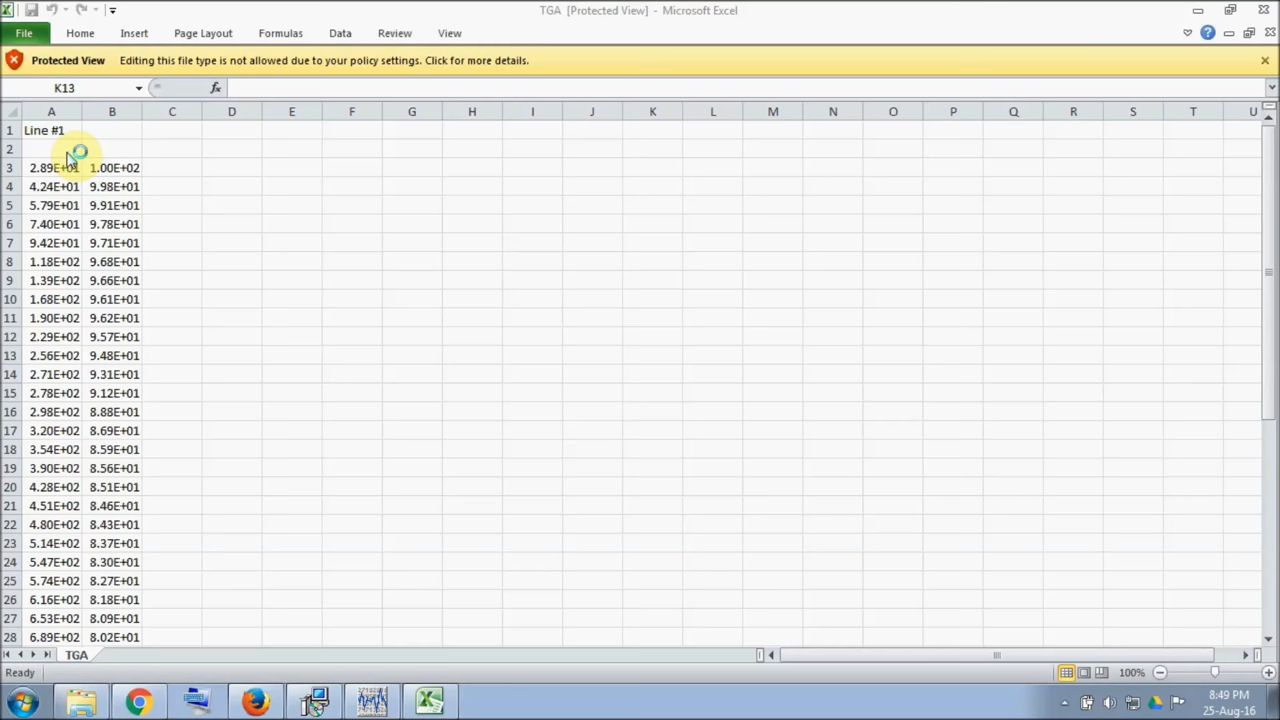 TGA [Protected View] - Microsoft Excel
File Home Insert Page Layout Formulas Data Review View
Protected View Editing this file type is not allowed due to your policy settings. Click for more details.
K13 fx
A B C D E F G H I J K L M N O P Q R S T U
1 Line #1
2
3 2.89E+01 1.00E+02
4 4.24E+01 9.98E+01
5 5.79E+01 9.91E+01
6 7.40E+01 9.78E+01
7 9.42E+01 9.71E+01
8 1.18E+02 9.68E+01
9 1.39E+02 9.66E+01
10 1.68E+02 9.61E+01
11 1.90E+02 9.62E+01
12 2.29E+02 9.57E+01
13 2.56E+02 9.48E+01
14 2.71E+02 9.31E+01
15 2.78E+02 9.12E+01
16 2.98E+02 8.88E+01
17 3.20E+02 8.69E+01
18 3.54E+02 8.59E+01
19 3.90E+02 8.56E+01
20 4.28E+02 8.51E+01
21 4.51E+02 8.46E+01
22 4.80E+02 8.43E+01
23 5.14E+02 8.37E+01
24 5.47E+02 8.30E+01
25 5.74E+02 8.27E+01
26 6.16E+02 8.18E+01
27 6.53E+02 8.09E+01
28 6.89E+02 8.02E+01
TGA
Ready 100%
8:49 PM
25-Aug-16